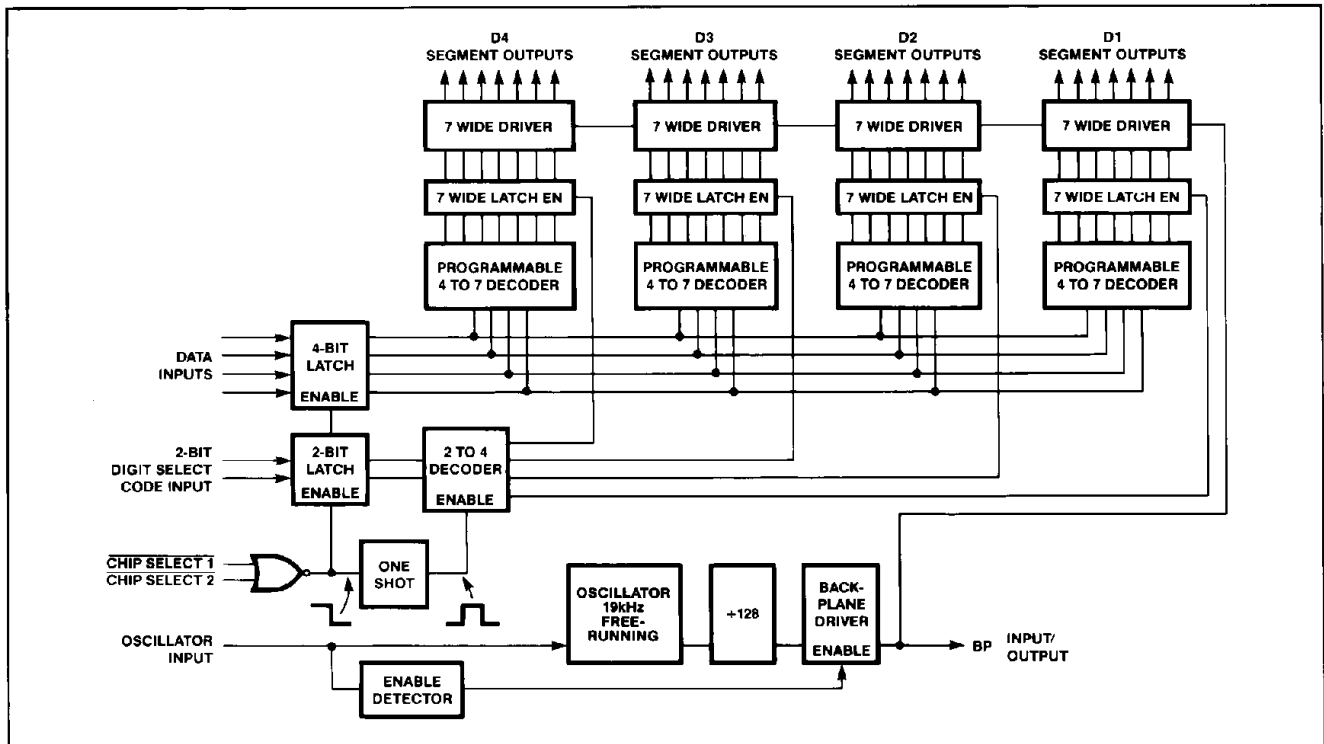 D4
SEGMENT OUTPUTS
D3
SEGMENT OUTPUTS
D2
SEGMENT OUTPUTS
D1
SEGMENT OUTPUTS
7 WIDE DRIVER
7 WIDE DRIVER
7 WIDE DRIVER
7 WIDE DRIVER
7 WIDE LATCH EN
7 WIDE LATCH EN
7 WIDE LATCH EN
7 WIDE LATCH EN
PROGRAMMABLE
4 TO 7 DECODER
PROGRAMMABLE
4 TO 7 DECODER
PROGRAMMABLE
4 TO 7 DECODER
PROGRAMMABLE
4 TO 7 DECODER
DATA
INPUTS
4-BIT
LATCH
ENABLE
2-BIT
DIGIT SELECT
CODE INPUT
2-BIT
LATCH
ENABLE
2 TO 4
DECODER
ENABLE
CHIP SELECT 1
CHIP SELECT 2
ONE
SHOT
OSCILLATOR
INPUT
OSCILLATOR
19kHz
FREE-
RUNNING
÷128
BACK-
PLANE
DRIVER
ENABLE
BP
INPUT/
OUTPUT
ENABLE
DETECTOR